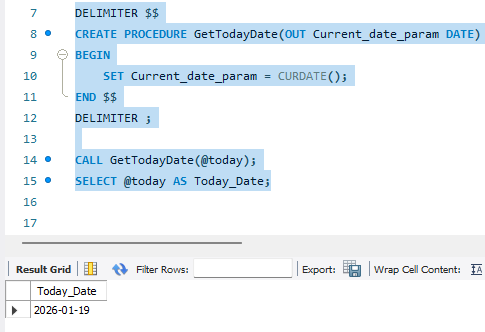 7 DELIMITER $$
8 CREATE PROCEDURE GetTodayDate(OUT Current_date_param DATE)
9 BEGIN
10 SET Current_date_param = CURDATE();
11 END $$
12 DELIMITER ;
13
14 CALL GetTodayDate(@today);
15 SELECT @today AS Today_Date;
16
17
Result Grid Filter Rows: Export: Wrap Cell Content: IA
Today_Date
2026-01-19